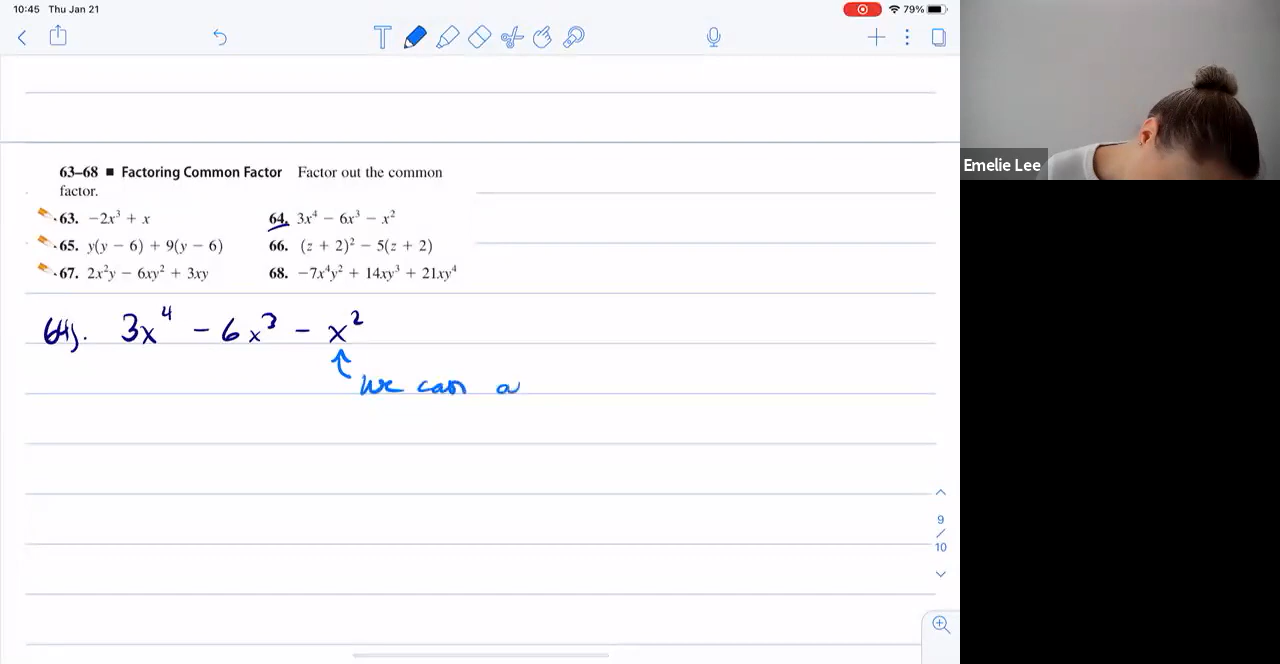 10:45 Thu Jan 21
79%
Emelie Lee
63–68 ■ Factoring Common Factor Factor out the common
factor.
63. −2x³ + x 64. 3x⁴ − 6x³ − x²
65. y(y − 6) + 9(y − 6) 66. (z + 2)² − 5(z + 2)
67. 2x²y − 6xy² + 3xy 68. −7x⁴y² + 14xy³ + 21xy⁴
64). 3x⁴ − 6x³ − x²
we can a
9
/
10